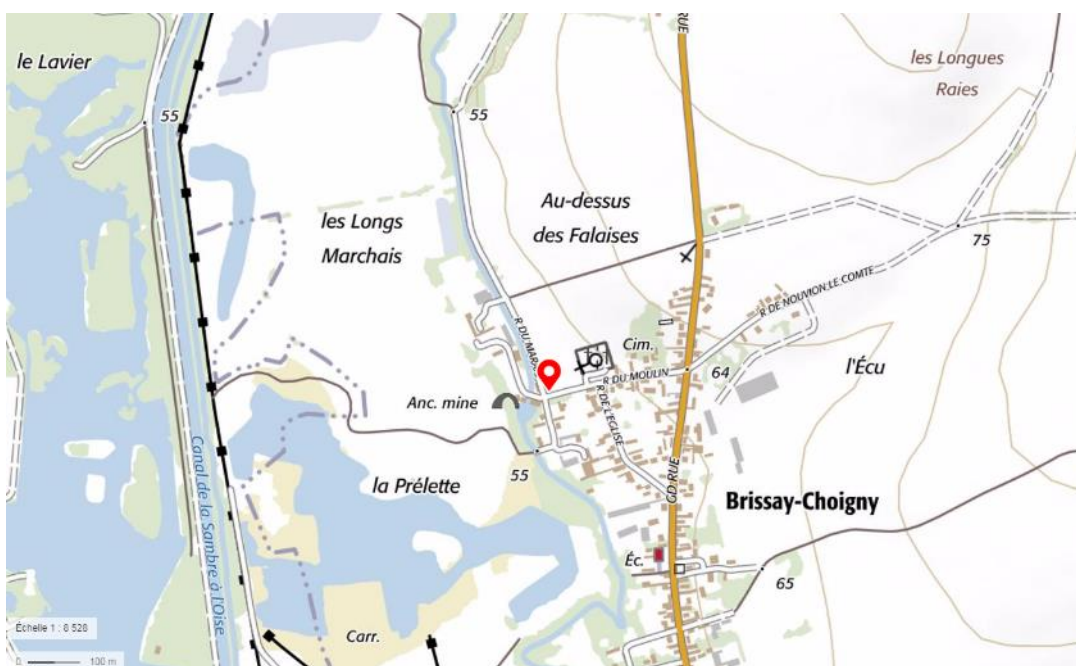 RUE
le Lavier
les Longues
Raies
55
55
Au-dessus
des Falaises
les Longs
Marchais
75
R DE NOUVION LE COMTE
R DU MARAIS
Cim.
l'Écu
64
R DU MOULIN
Anc. mine
R DE L'EGLISE
55
la Prélette
GD RUE
Brissay-Choigny
Canal de la Sambre à l'Oise
Éc.
65
Échelle 1 : 8 528
Carr.
0 100 m